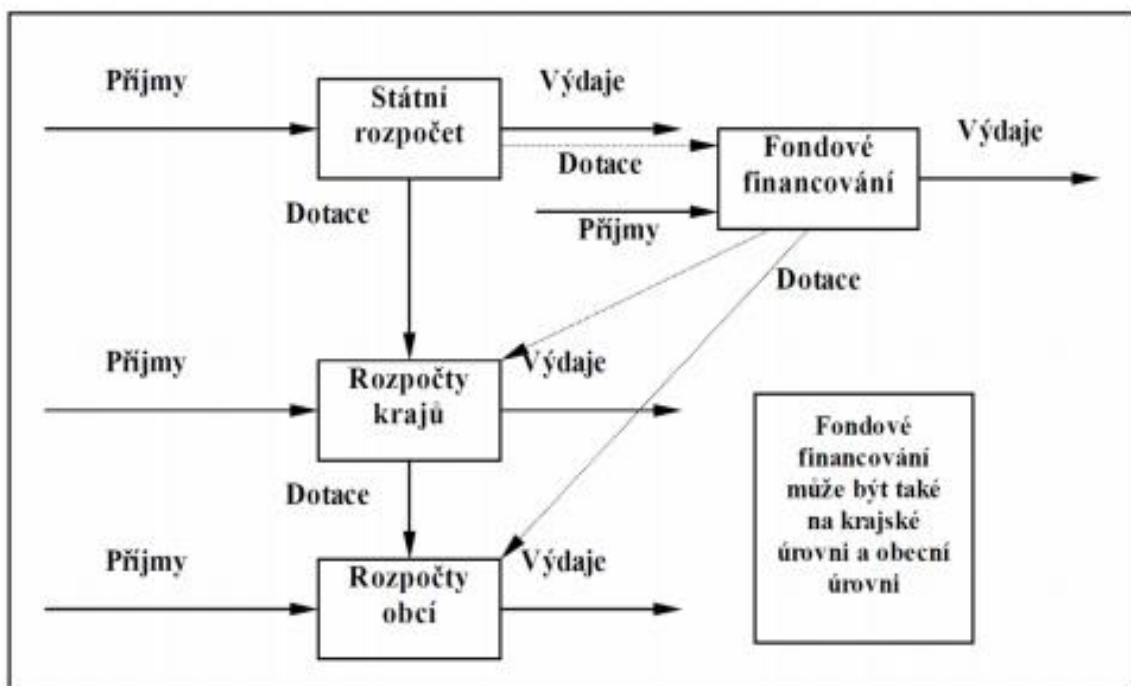 Příjmy
Státní
rozpočet
Výdaje
Dotace
Fondové
financování
Výdaje
Dotace
Příjmy
Dotace
Příjmy
Rozpočty
krajů
Výdaje
Dotace
Fondové
financování
může být také
na krajské
úrovni a obecní
úrovni
Příjmy
Rozpočty
obcí
Výdaje